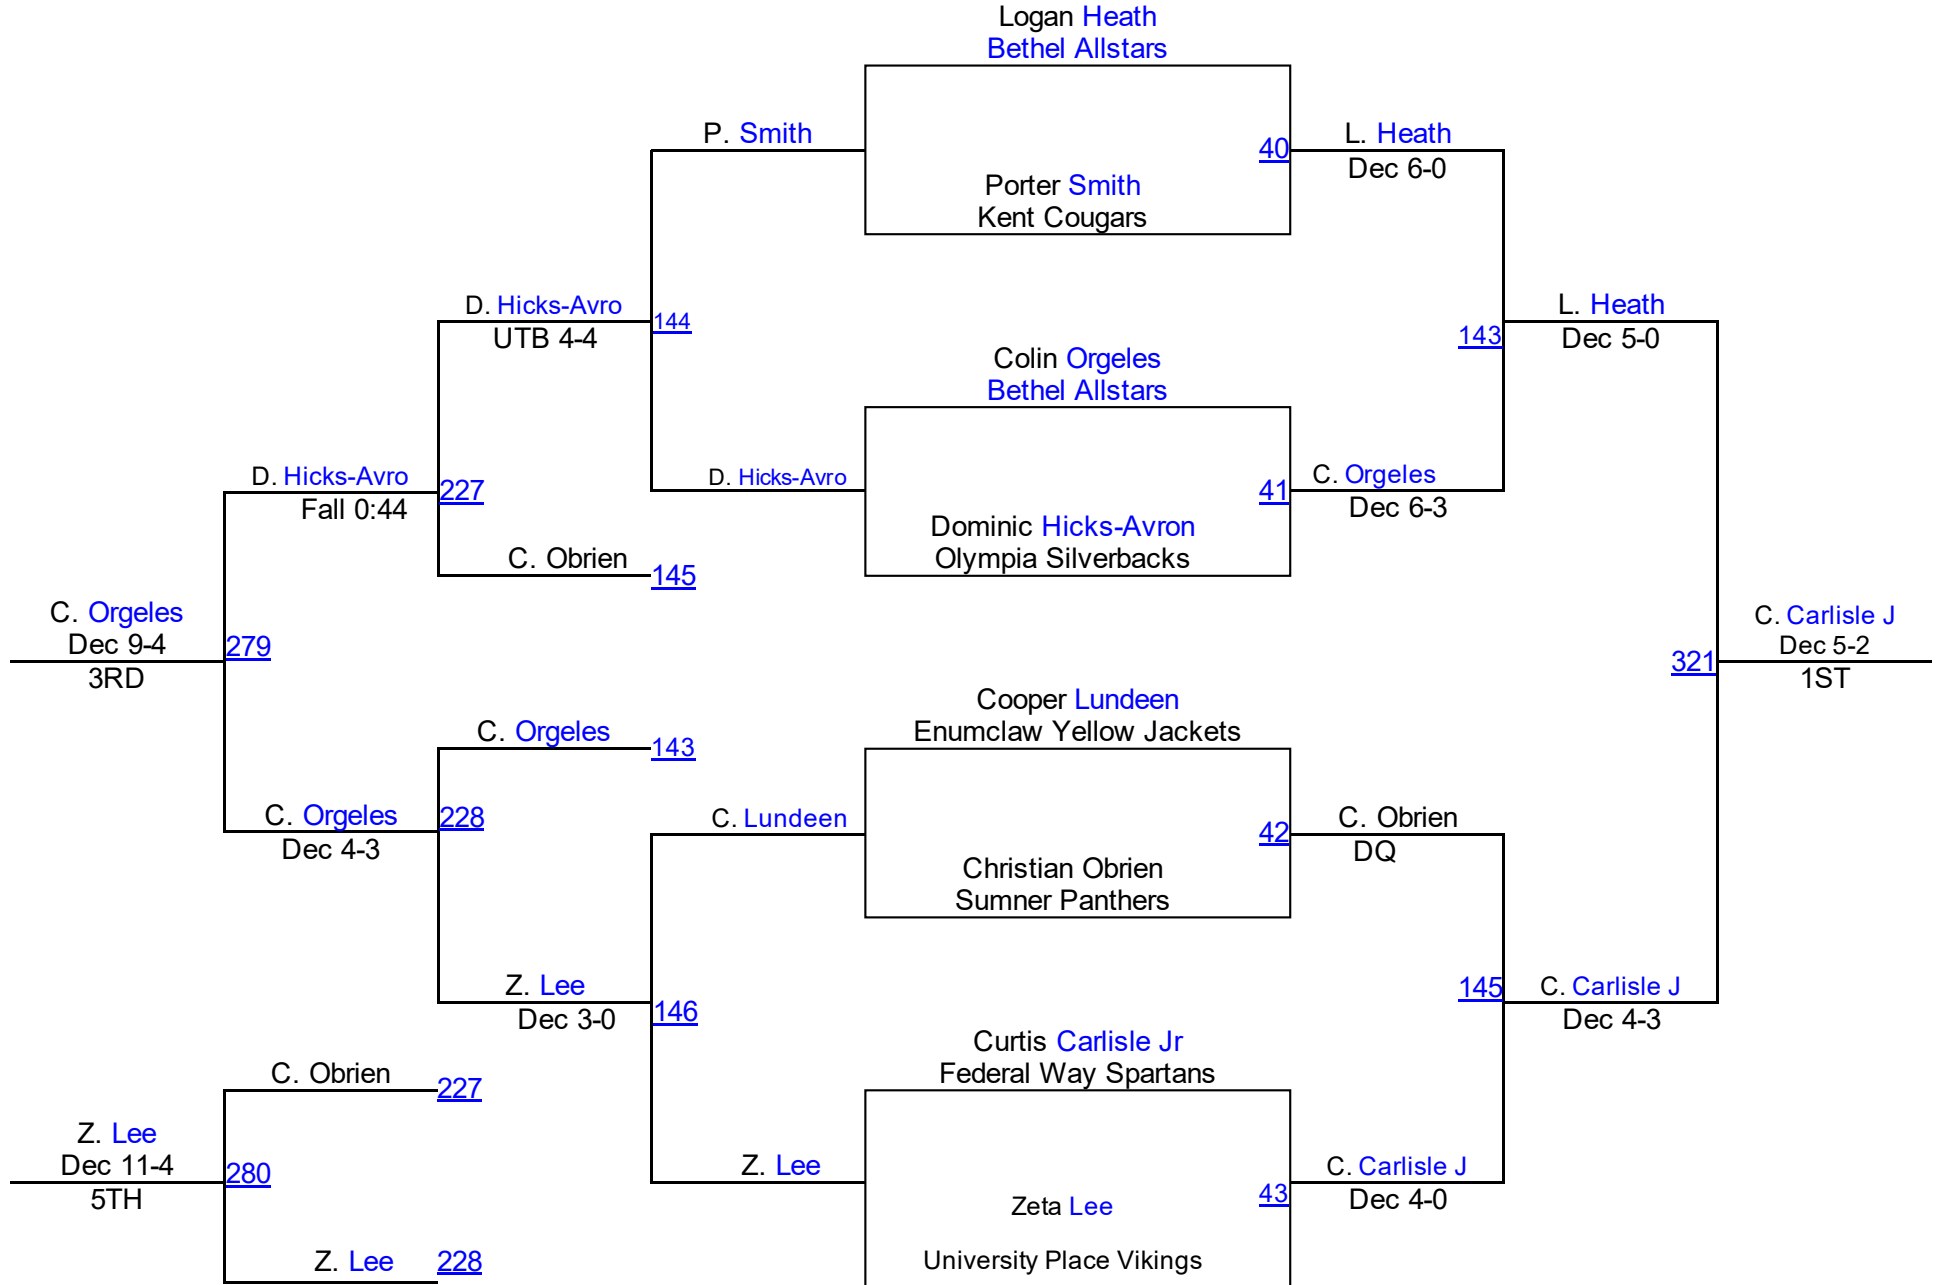 Logan Heath
Bethel Allstars
P. Smith
40
L. Heath
Dec 6-0
Porter Smith
Kent Cougars
D. Hicks-Avro
UTB 4-4
144
143
L. Heath
Dec 5-0
Colin Orgeles
Bethel Allstars
D. Hicks-Avro
Fall 0:44
227
D. Hicks-Avro
41
C. Orgeles
Dec 6-3
Dominic Hicks-Avron
Olympia Silverbacks
C. Obrien
145
C. Orgeles
Dec 9-4
3RD
279
321
C. Carlisle J
Dec 5-2
1ST
Cooper Lundeen
Enumclaw Yellow Jackets
C. Orgeles
143
C. Orgeles
Dec 4-3
228
C. Lundeen
42
C. Obrien
DQ
Christian Obrien
Sumner Panthers
Z. Lee
Dec 3-0
146
145
C. Carlisle J
Dec 4-3
Curtis Carlisle Jr
Federal Way Spartans
C. Obrien
227
Z. Lee
Dec 11-4
5TH
280
Z. Lee
43
C. Carlisle J
Dec 4-0
Zeta Lee
University Place Vikings
Z. Lee
228